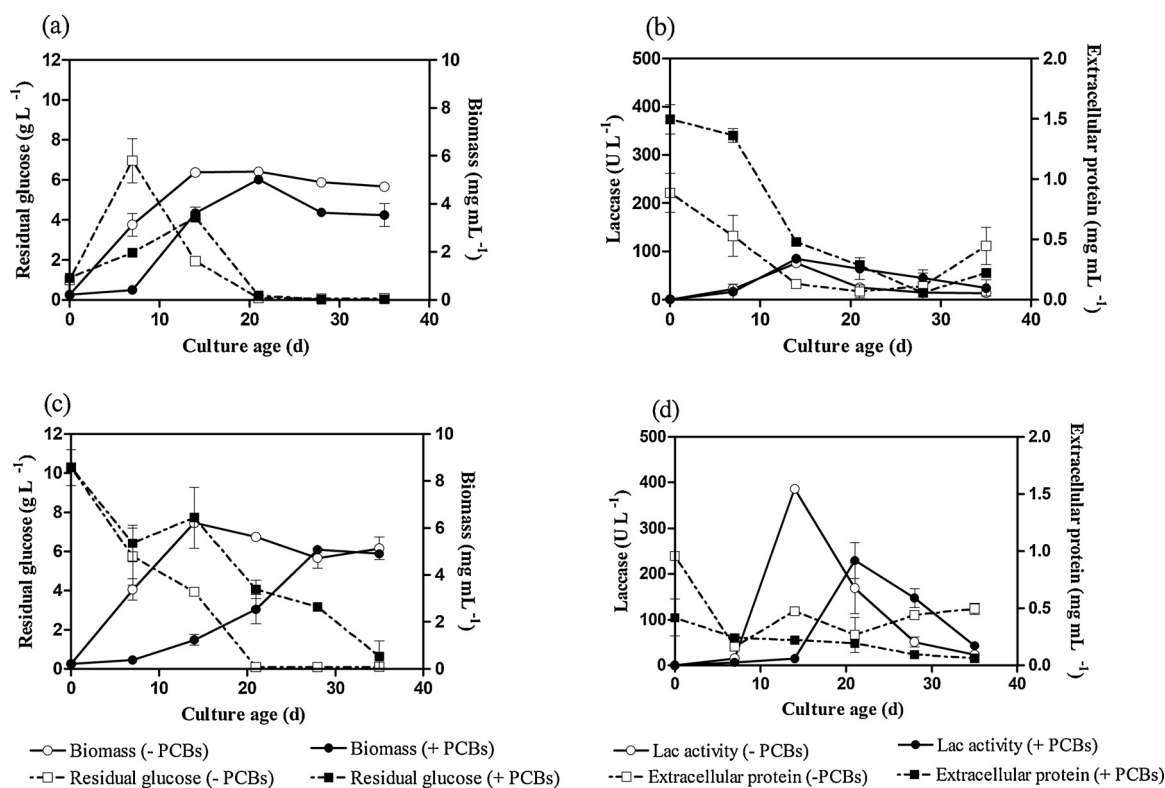 (a)
Residual glucose (g L -1)
12
10
8
6
4
2
0
10
8
6
4
2
0
Biomass (mg mL -1)
0 10 20 30 40
Culture age (d)
(b)
Laccase (U L -1)
500
400
300
200
100
0
2.0
1.5
1.0
0.5
0.0
Extracellular protein (mg mL -1)
0 10 20 30 40
Culture age (d)
(c)
Residual glucose (g L -1)
12
10
8
6
4
2
0
10
8
6
4
2
0
Biomass (mg mL -1)
0 10 20 30 40
Culture age (d)
Biomass (- PCBs)
Biomass (+ PCBs)
Residual glucose (- PCBs)
Residual glucose (+ PCBs)
(d)
Laccase (U L -1)
500
400
300
200
100
0
2.0
1.5
1.0
0.5
0.0
Extracellular protein (mg mL -1)
0 10 20 30 40
Culture age (d)
Lac activity (- PCBs)
Lac activity (+ PCBs)
Extracellular protein (-PCBs)
Extracellular protein (+ PCBs)